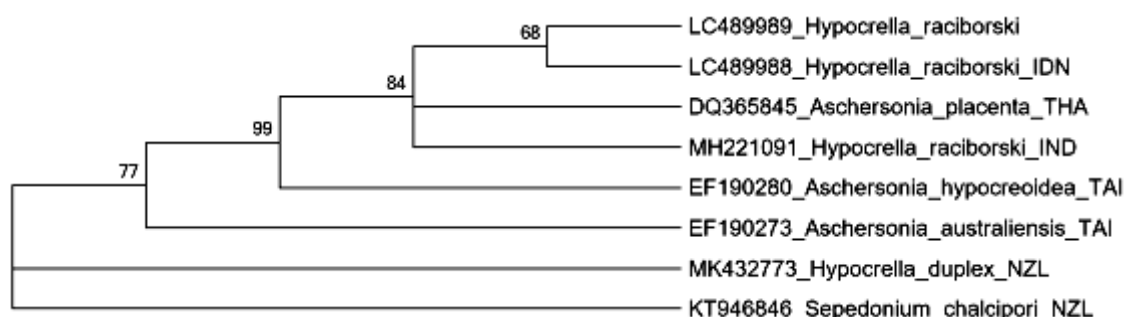 68
LC489989_Hypocrella_raciborski
LC489988_Hypocrella_raciborski_IDN
84
DQ365845_Aschersonia_placenta_THA
99
MH221091_Hypocrella_raciborski_IND
77
EF190280_Aschersonia_hypocreoidea_TAI
EF190273_Aschersonia_australiensis_TAI
MK432773_Hypocrella_duplex_NZL
KT946846_Sepedonium_chalcipori_NZL